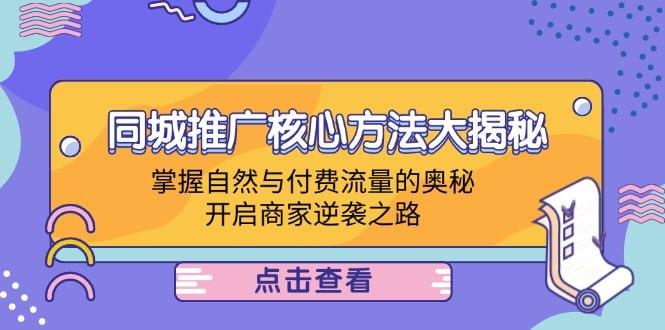 同城推广核心方法大揭秘
掌握自然与付费流量的奥秘
开启商家逆袭之路
点击查看